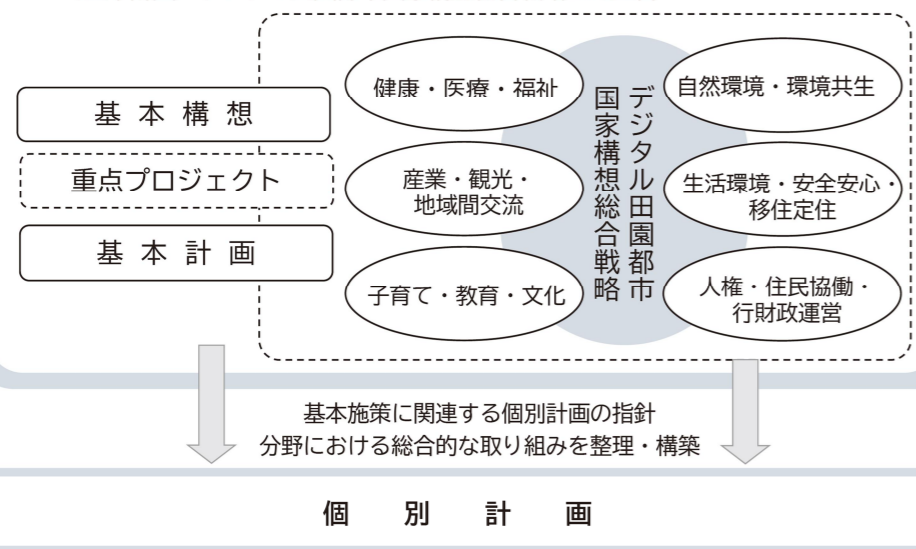 基本構想
重点プロジェクト
基本計画
健康・医療・福祉
産業・観光・
地域間交流
子育て・教育・文化
デジタル田園都市
国家構想総合戦略
自然環境・環境共生
生活環境・安全安心・
移住定住
人権・住民協働・
行財政運営
基本施策に関連する個別計画の指針
分野における総合的な取り組みを整理・構築
個別計画